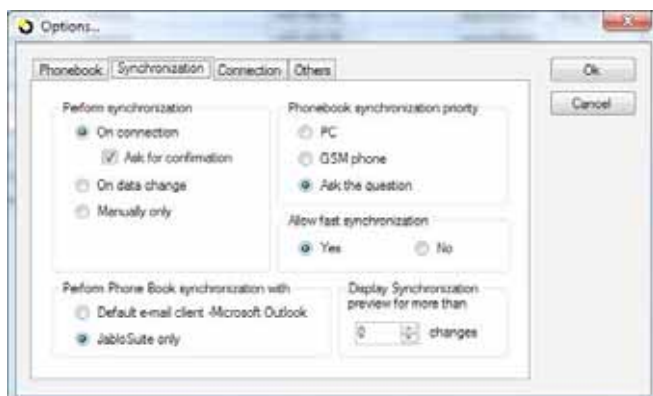 Options...
Phonebook Synchronization Connection Others
Ok
Cancel
Perform synchronization
On connection
Ask for confirmation
On data change
Manually only
Phonebook synchronization priority
PC
GSM phone
Ask the question
Allow fast synchronization
Yes No
Perform Phone Book synchronization with
Default e-mail client -Microsoft Outlook
JabloSuite only
Display Synchronization
preview for more than
0 changes